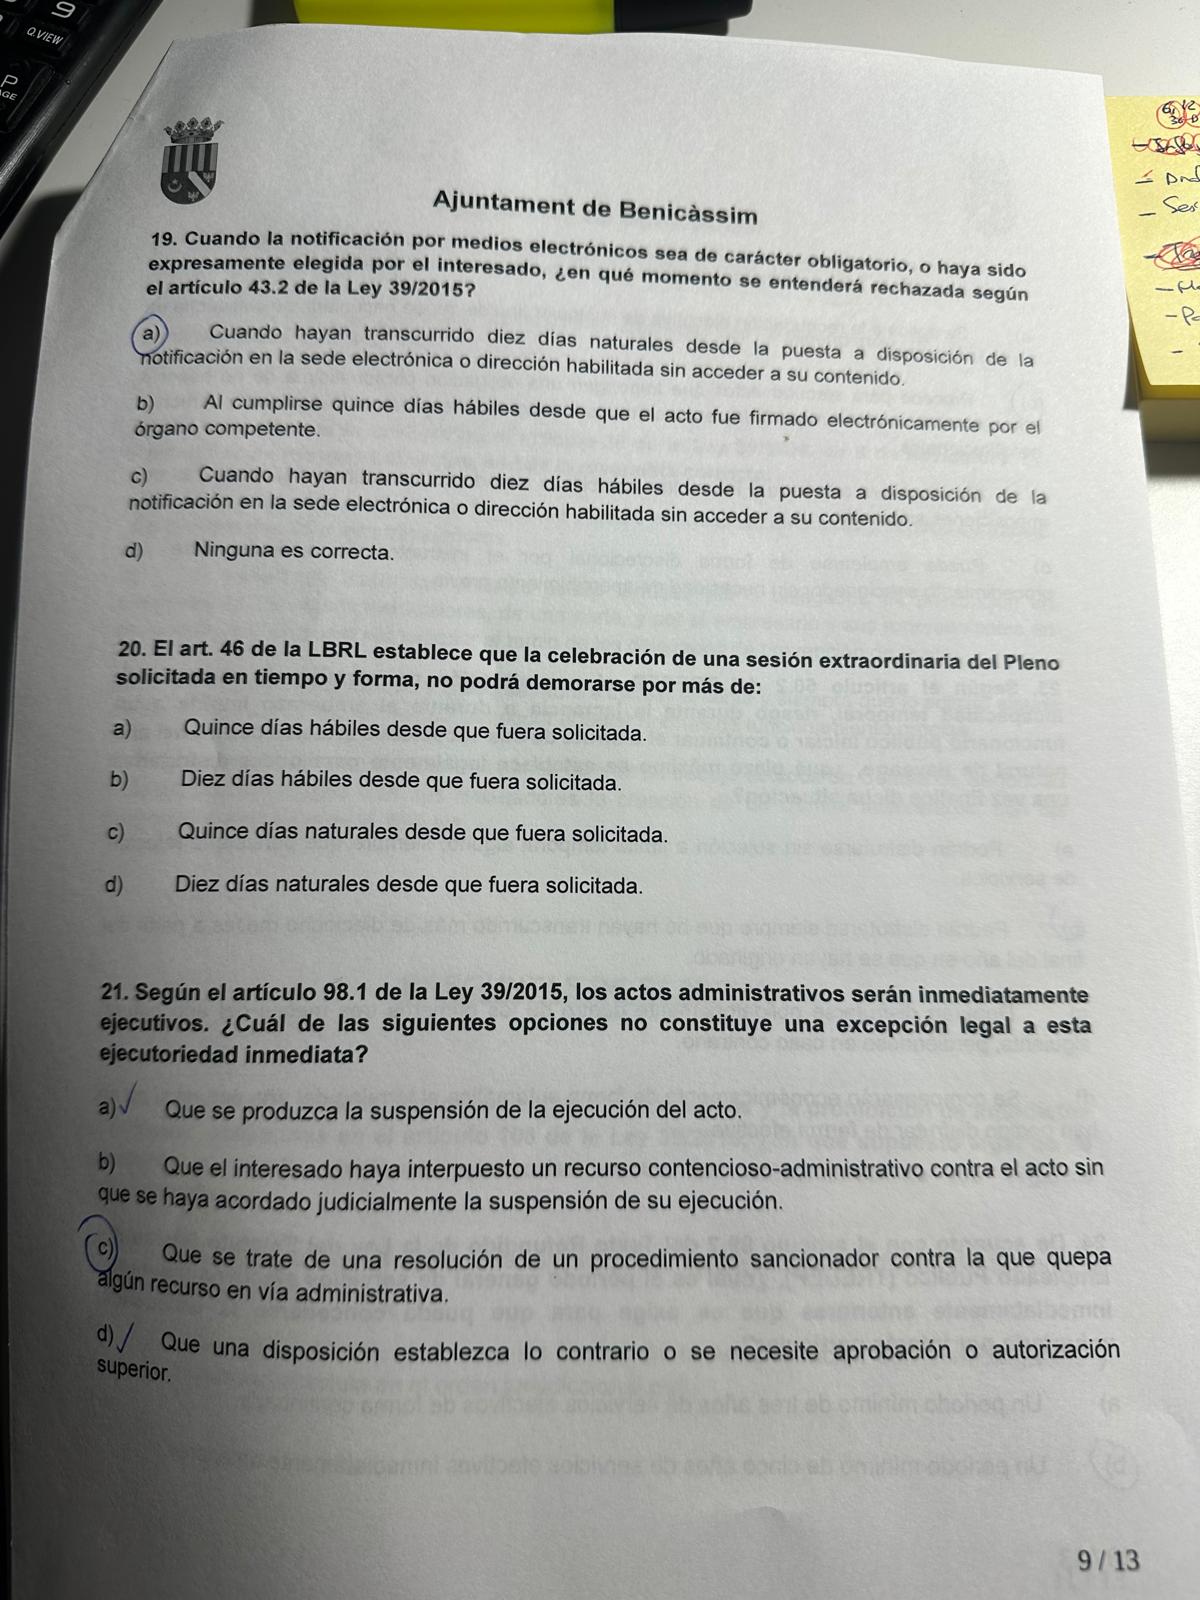 9
Q.VIEW
P
AGE
Ajuntament de Benicàssim
19. Cuando la notificación por medios electrónicos sea de carácter obligatorio, o haya sido
expresamente elegida por el interesado, ¿en qué momento se entenderá rechazada según
el artículo 43.2 de la Ley 39/2015?
a) Cuando hayan transcurrido diez días naturales desde la puesta a disposición de la
notificación en la sede electrónica o dirección habilitada sin acceder a su contenido.
b) Al cumplirse quince días hábiles desde que el acto fue firmado electrónicamente por el
órgano competente.
c) Cuando hayan transcurrido diez días hábiles desde la puesta a disposición de la
notificación en la sede electrónica o dirección habilitada sin acceder a su contenido.
d) Ninguna es correcta.
20. El art. 46 de la LBRL establece que la celebración de una sesión extraordinaria del Pleno
solicitada en tiempo y forma, no podrá demorarse por más de:
a) Quince días hábiles desde que fuera solicitada.
b) Diez días hábiles desde que fuera solicitada.
c) Quince días naturales desde que fuera solicitada.
d) Diez días naturales desde que fuera solicitada.
21. Según el artículo 98.1 de la Ley 39/2015, los actos administrativos serán inmediatamente
ejecutivos. ¿Cuál de las siguientes opciones no constituye una excepción legal a esta
ejecutoriedad inmediata?
a) Que se produzca la suspensión de la ejecución del acto.
b) Que el interesado haya interpuesto un recurso contencioso-administrativo contra el acto sin
que se haya acordado judicialmente la suspensión de su ejecución.
c) Que se trate de una resolución de un procedimiento sancionador contra la que quepa
algún recurso en vía administrativa.
d) Que una disposición establezca lo contrario o se necesite aprobación o autorización
superior.
9 / 13